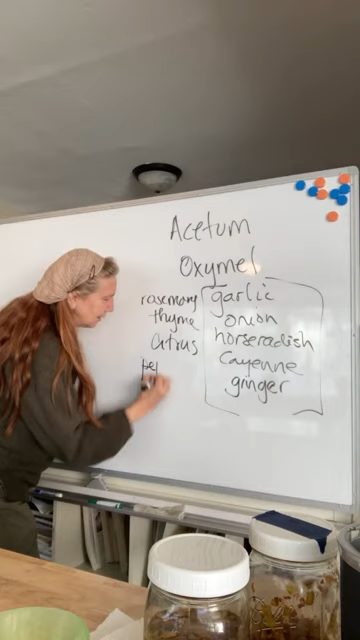 Acetum
Oxymel
rosemary
thyme
citrus
garlic
onion
horseradish
cayenne
ginger